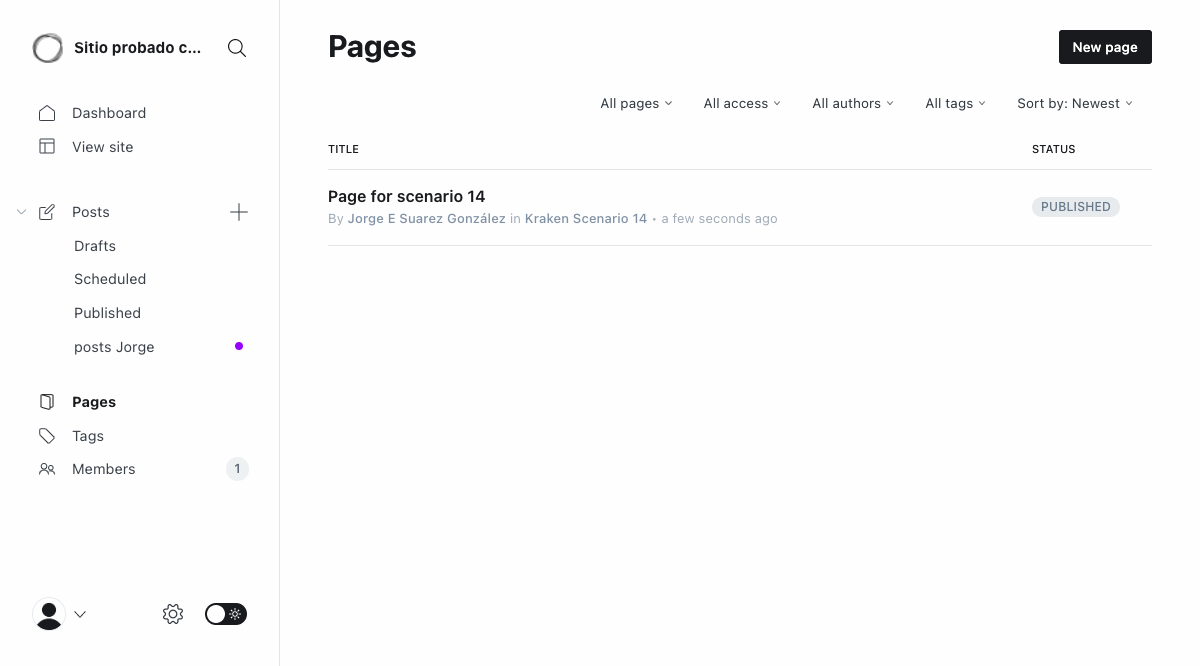 Sitio probado c...
Dashboard
View site
Posts
Drafts
Scheduled
Published
posts Jorge
Pages
Tags
Members 1
Pages
New page
All pages All access All authors All tags Sort by: Newest
TITLE STATUS
Page for scenario 14
By Jorge E Suarez González in Kraken Scenario 14 • a few seconds ago
PUBLISHED